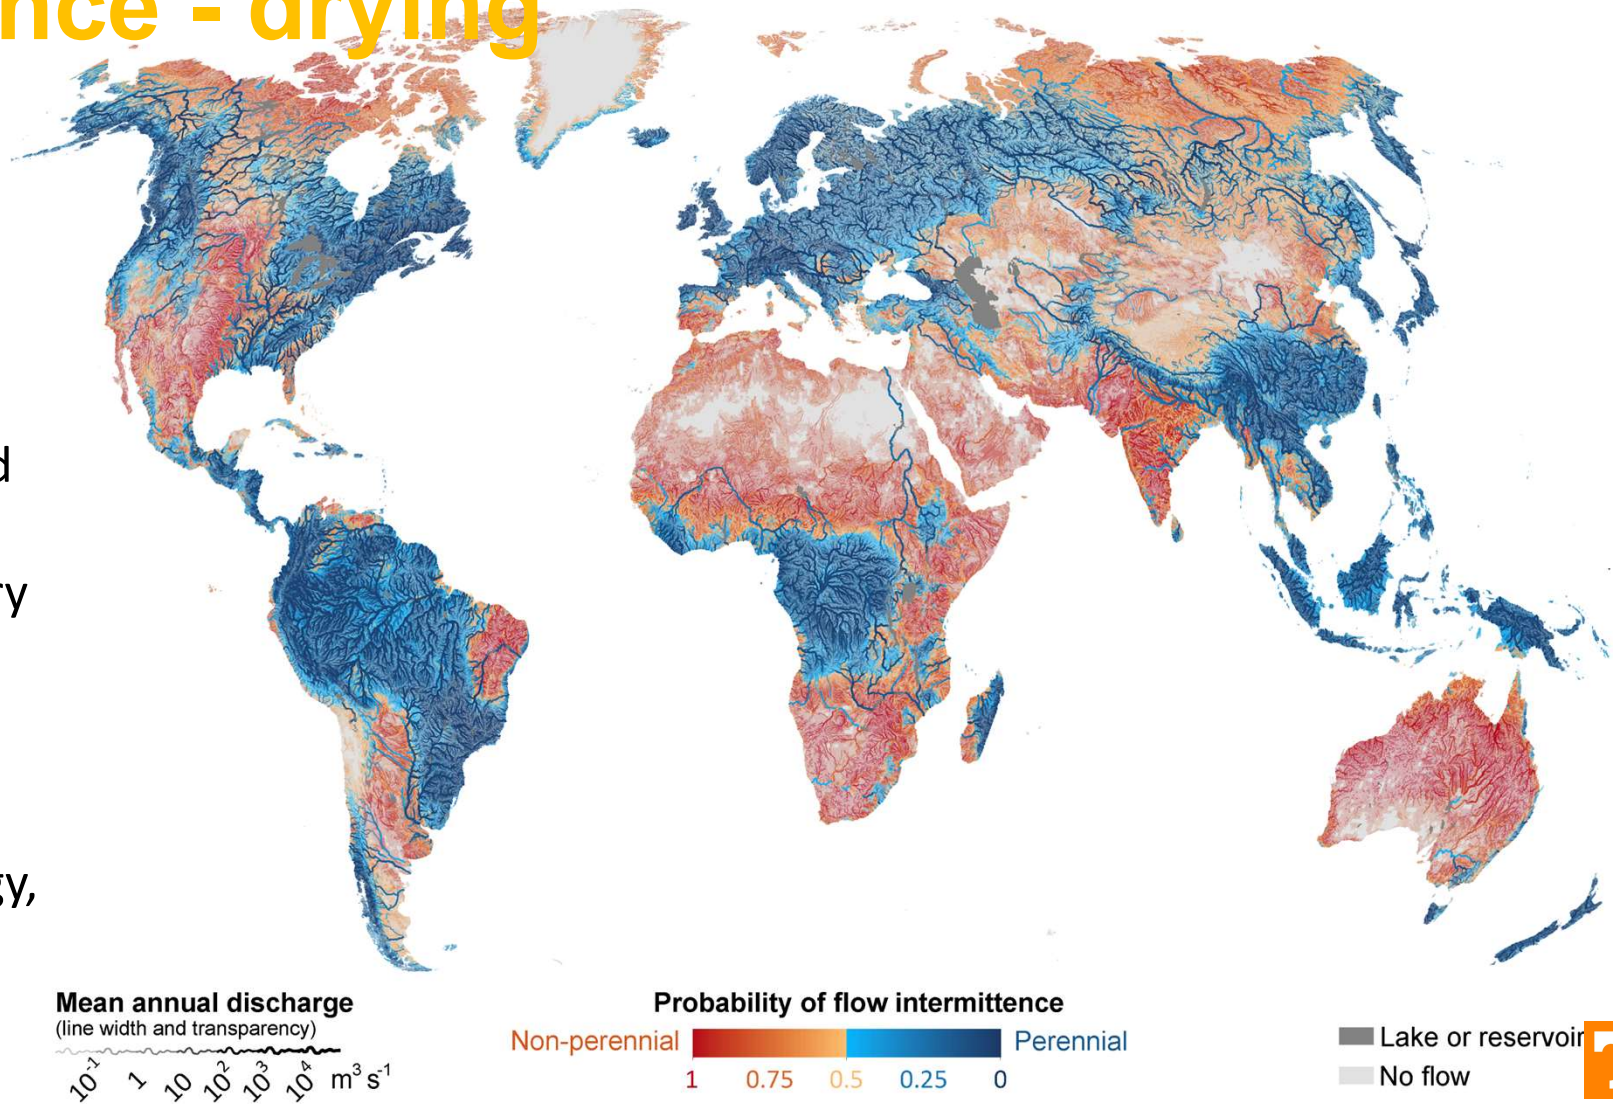 nce - drying
d
ry
gy,
Mean annual discharge
(line width and transparency)
10-1 1 10 10² 10³ 10⁴ m³ s-1
Probability of flow intermittence
Non-perennial Perennial
1 0.75 0.5 0.25 0
Lake or reservoir
No flow